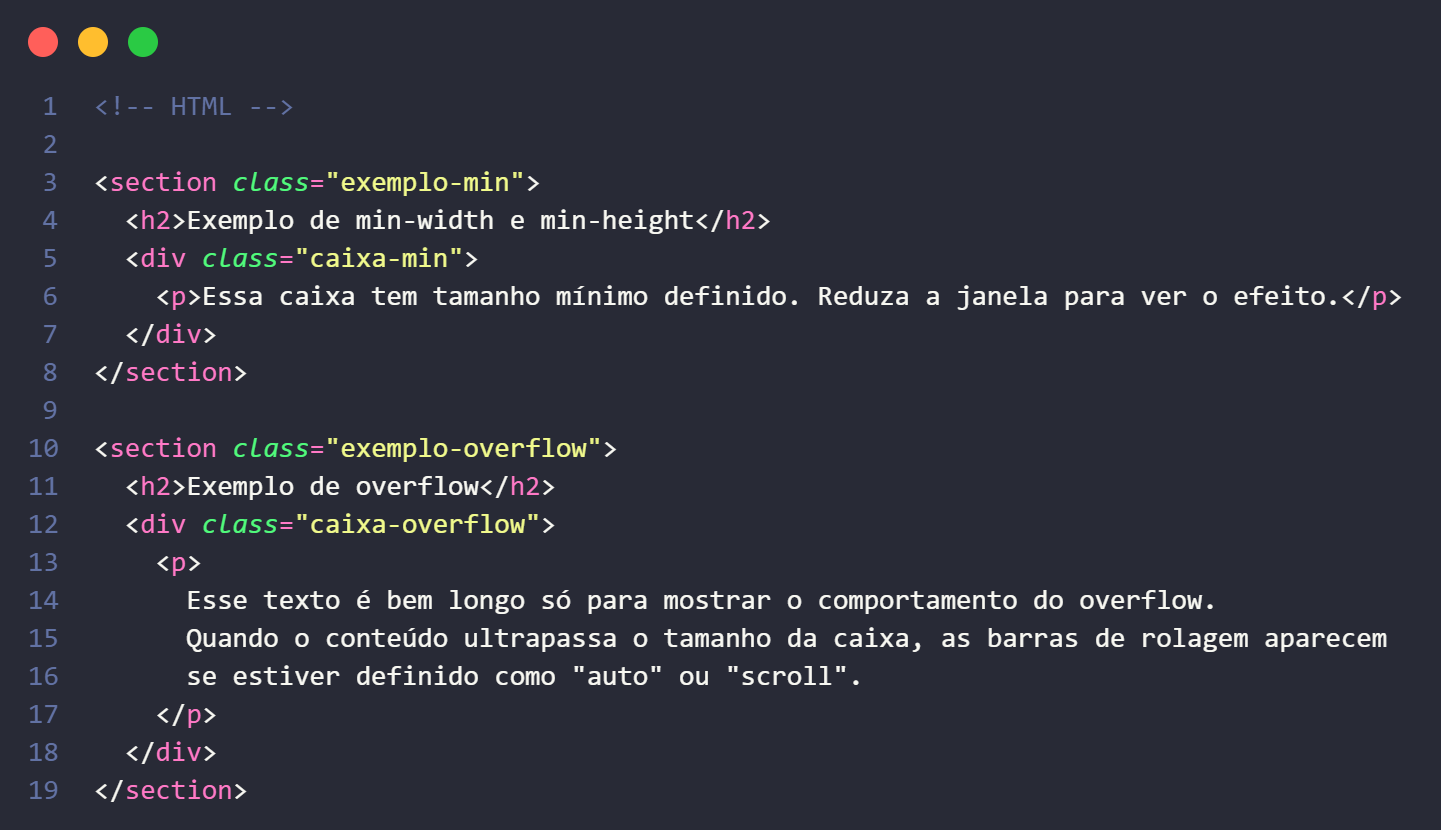 1 <!-- HTML -->
2
3 <section class="exemplo-min">
4   <h2>Exemplo de min-width e min-height</h2>
5   <div class="caixa-min">
6     <p>Essa caixa tem tamanho mínimo definido. Reduza a janela para ver o efeito.</p>
7   </div>
8 </section>
9
10 <section class="exemplo-overflow">
11   <h2>Exemplo de overflow</h2>
12   <div class="caixa-overflow">
13     <p>
14       Esse texto é bem longo só para mostrar o comportamento do overflow.
15       Quando o conteúdo ultrapassa o tamanho da caixa, as barras de rolagem aparecem
16       se estiver definido como "auto" ou "scroll".
17     </p>
18   </div>
19 </section>